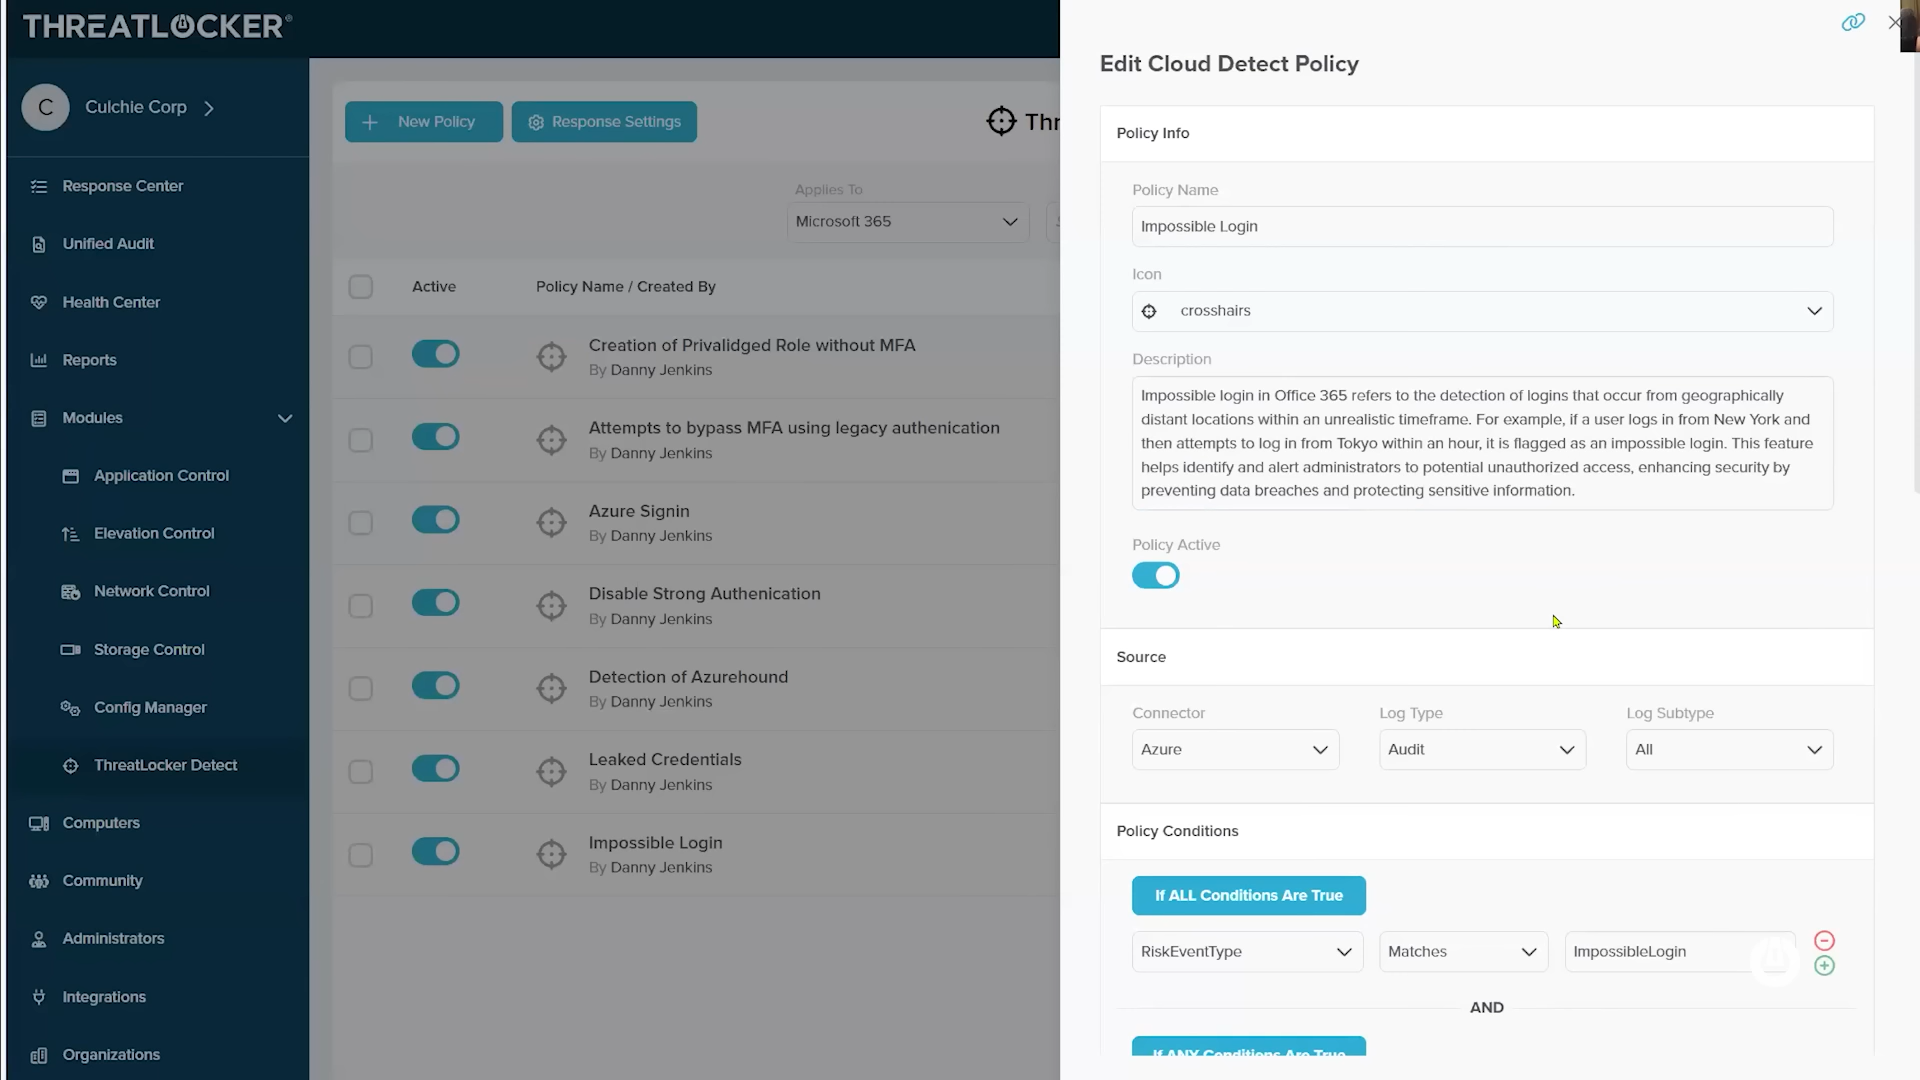 THREATLOCKER®
C
Culchie Corp
Response Center
Unified Audit
Health Center
Reports
Modules
Application Control
Elevation Control
Network Control
Storage Control
Config Manager
ThreatLocker Detect
Computers
Community
Administrators
Integrations
Organizations
New Policy
Response Settings
Thr
Applies To
Microsoft 365
Active
Policy Name / Created By
Creation of Privalidged Role without MFA
By Danny Jenkins
Attempts to bypass MFA using legacy authenication
By Danny Jenkins
Azure Signin
By Danny Jenkins
Disable Strong Authenication
By Danny Jenkins
Detection of Azurehound
By Danny Jenkins
Leaked Credentials
By Danny Jenkins
Impossible Login
By Danny Jenkins
Edit Cloud Detect Policy
Policy Info
Policy Name
Impossible Login
Icon
crosshairs
Description
Impossible login in Office 365 refers to the detection of logins that occur from geographically
distant locations within an unrealistic timeframe. For example, if a user logs in from New York and
then attempts to log in from Tokyo within an hour, it is flagged as an impossible login. This feature
helps identify and alert administrators to potential unauthorized access, enhancing security by
preventing data breaches and protecting sensitive information.
Policy Active
Source
Connector
Log Type
Log Subtype
Azure
Audit
All
Policy Conditions
If ALL Conditions Are True
RiskEventType
Matches
ImpossibleLogin
AND
If ANY Conditions Are True